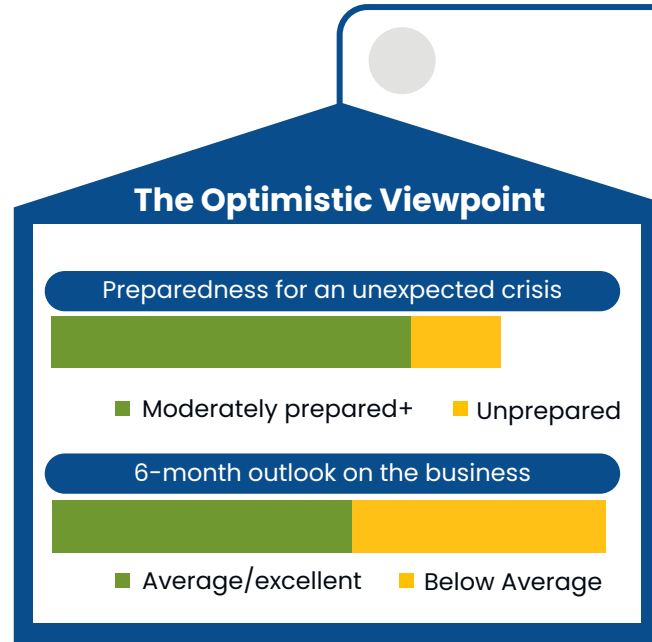 The Optimistic Viewpoint
Preparedness for an unexpected crisis
Moderately prepared+ Unprepared
6-month outlook on the business
Average/excellent Below Average